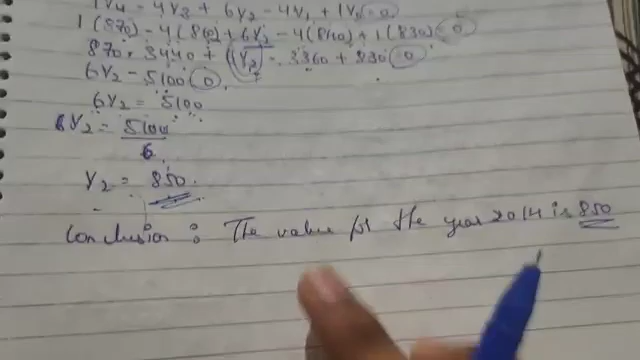 1Y4 - 4Y3 + 6Y2 - 4Y1 + 1Y0 = 0
1(870) - 4(860) + 6Y2 - 4(840) + 1(830) = 0
870 - 3440 + 6Y2 - 3360 + 830 = 0
6Y2 - 5100 = 0
6Y2 = 5100
6Y2 = 5100
6
Y2 = 850
Conclusion : The value for the year 2014 is 850